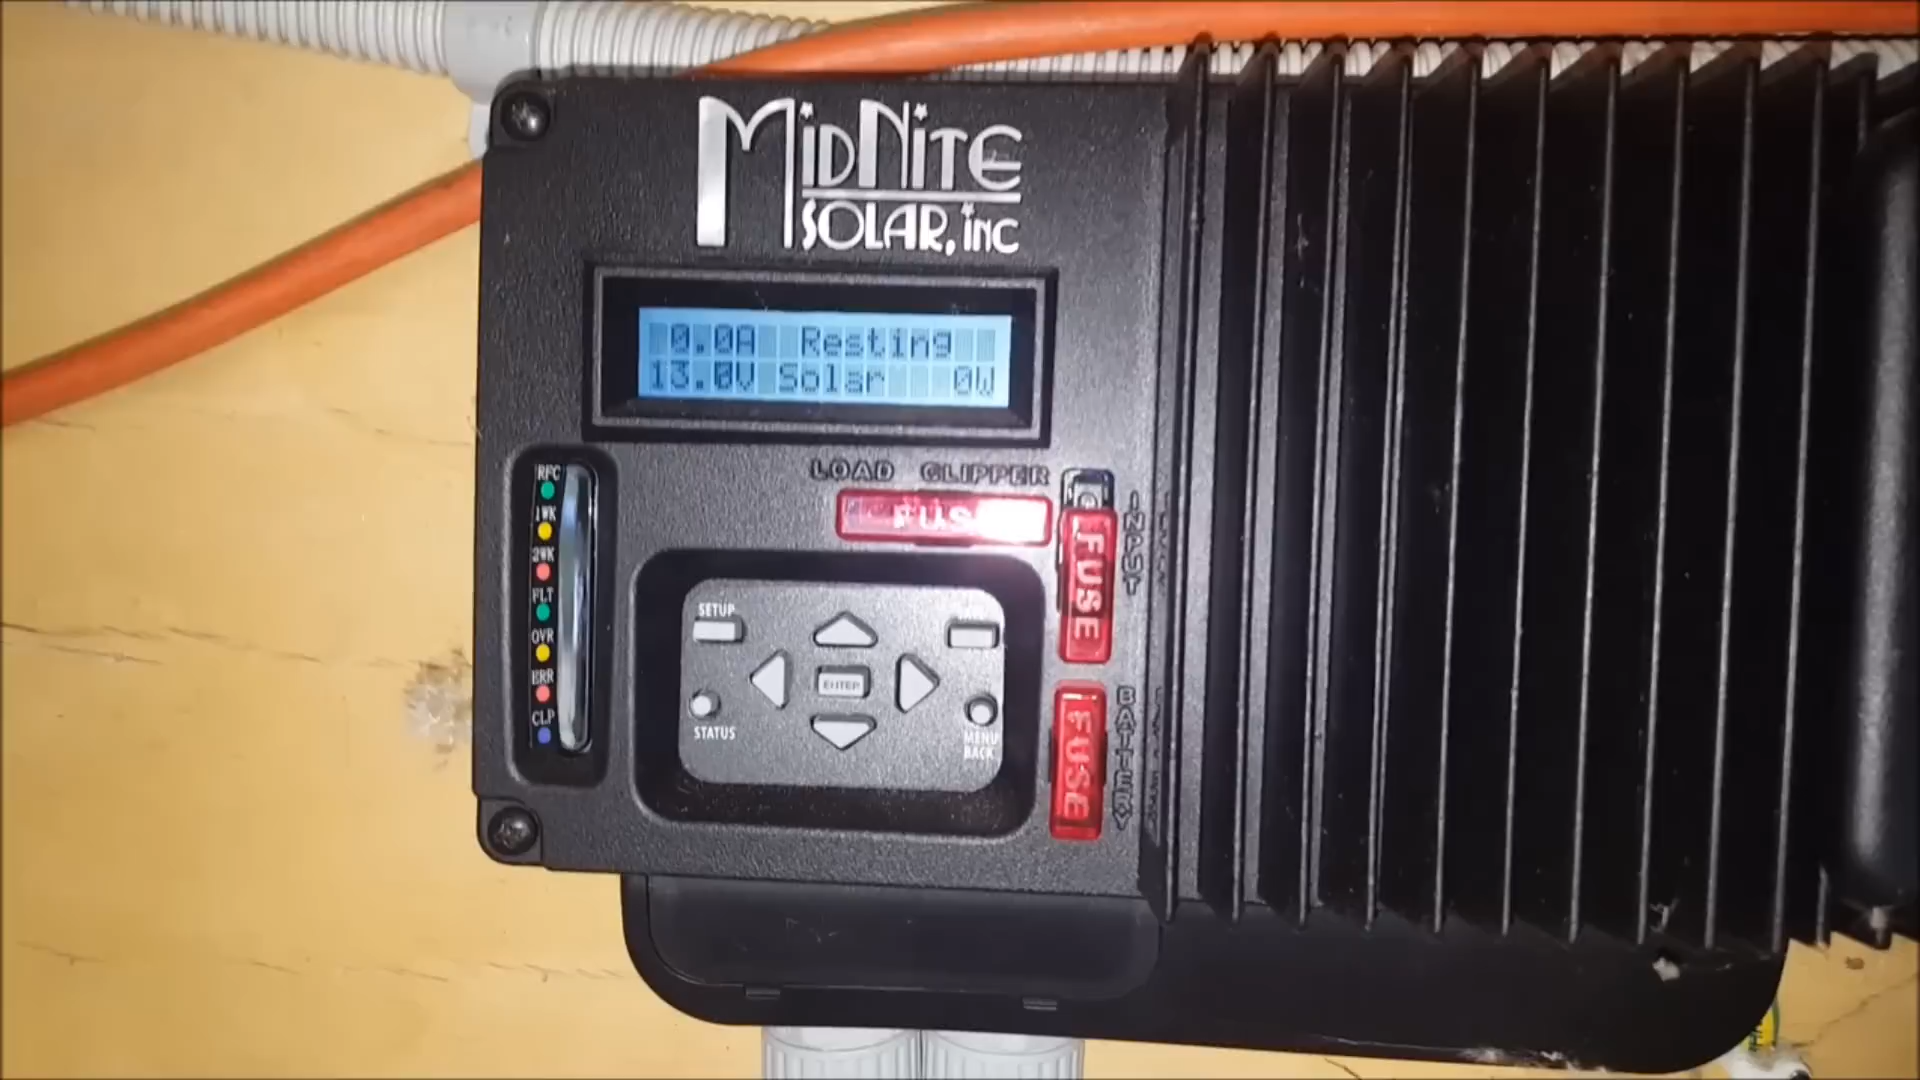 MIDNITE
SOLAR, INC
0.0A Resting
13.0V Solar 0W
LOAD CLIPPER
FUSE
INPUT
FUSE
BATTERY
FUSE
RFC
1WK
2WK
FLT
OVR
ERR
CLP
SETUP
ENTER
STATUS
MENU
BACK